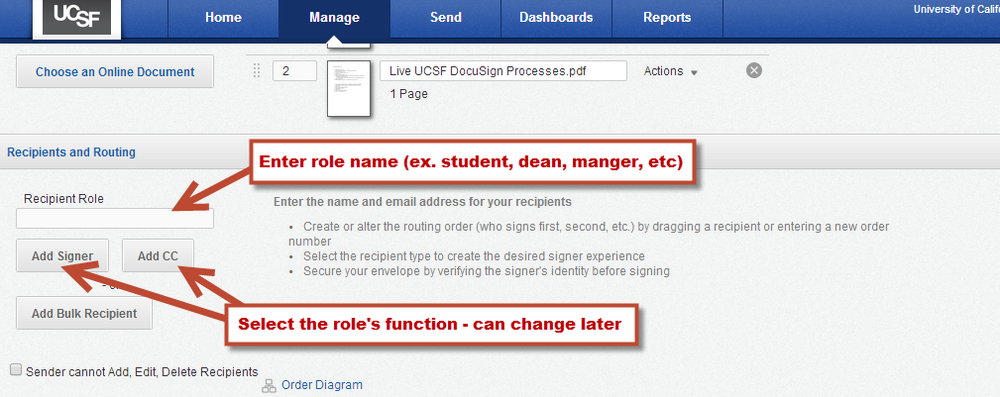 UCSF
Home
Manage
Send
Dashboards
Reports
University of Calif
Choose an Online Document
2
Live UCSF DocuSign Processes.pdf
Actions
1 Page
Recipients and Routing
Enter role name (ex. student, dean, manger, etc)
Recipient Role
Enter the name and email address for your recipients
• Create or alter the routing order (who signs first, second, etc.) by dragging a recipient or entering a new order
number
• Select the recipient type to create the desired signer experience
• Secure your envelope by verifying the signer's identity before signing
Add Signer
Add CC
Add Bulk Recipient
Select the role's function - can change later
Sender cannot Add, Edit, Delete Recipients
Order Diagram